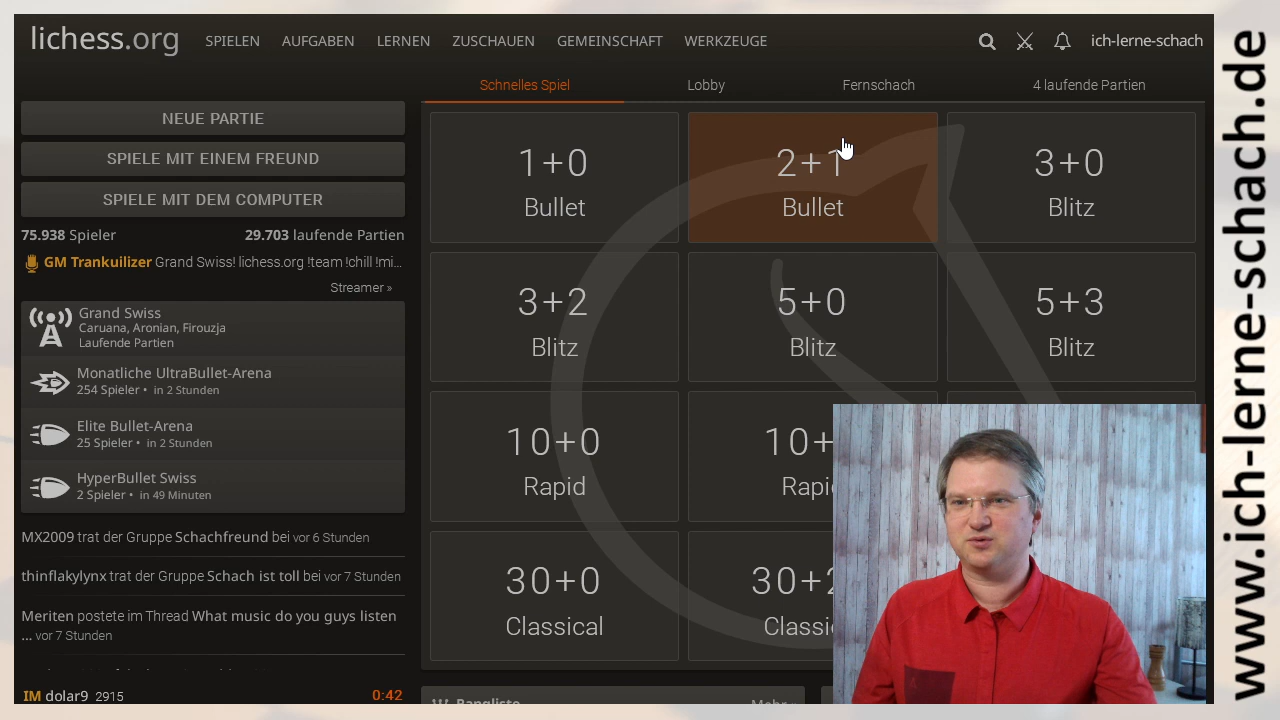 lichess.org
SPIELEN AUFGABEN LERNEN ZUSCHAUEN GEMEINSCHAFT WERKZEUGE
ich-lerne-schach
Schnelles Spiel Lobby Fernschach 4 laufende Partien
NEUE PARTIE
SPIELE MIT EINEM FREUND
SPIELE MIT DEM COMPUTER
75.938 Spieler 29.703 laufende Partien
GM Trankuilizer Grand Swiss! lichess.org !team !chill !mi...
Streamer »
Grand Swiss
Caruana, Aronian, Firouzja
Laufende Partien
Monatliche UltraBullet-Arena
254 Spieler • in 2 Stunden
Elite Bullet-Arena
25 Spieler • in 2 Stunden
HyperBullet Swiss
2 Spieler • in 49 Minuten
MX2009 trat der Gruppe Schachfreund bei vor 6 Stunden
thinflakylynx trat der Gruppe Schach ist toll bei vor 7 Stunden
Meriten postete im Thread What music do you guys listen
... vor 7 Stunden
IM dolar9 2915 0:42
1+0
Bullet
2+1
Bullet
3+0
Blitz
3+2
Blitz
5+0
Blitz
5+3
Blitz
10+0
Rapid
10+
30+0
Classical
30+2
www.ich-lerne-schach.de